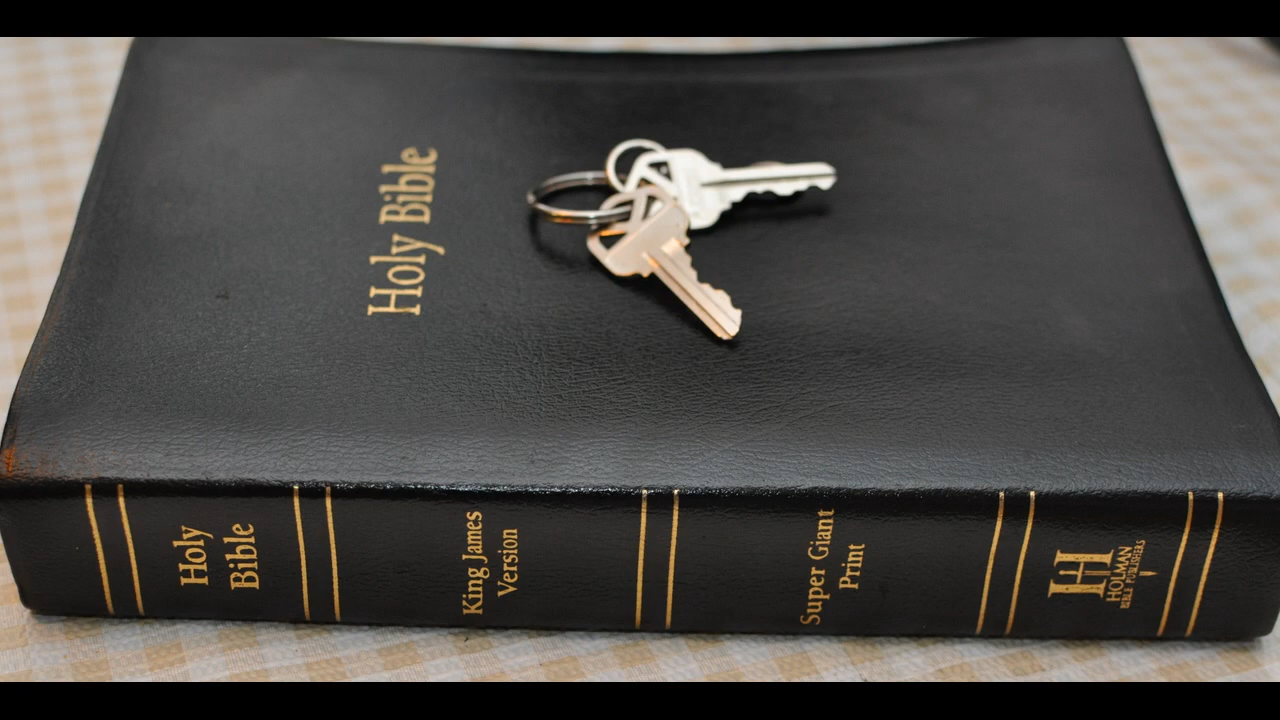 Holy Bible
Holy
Bible
King James
Version
Super Giant
Print
HOLMAN
BIBLE PUBLISHERS